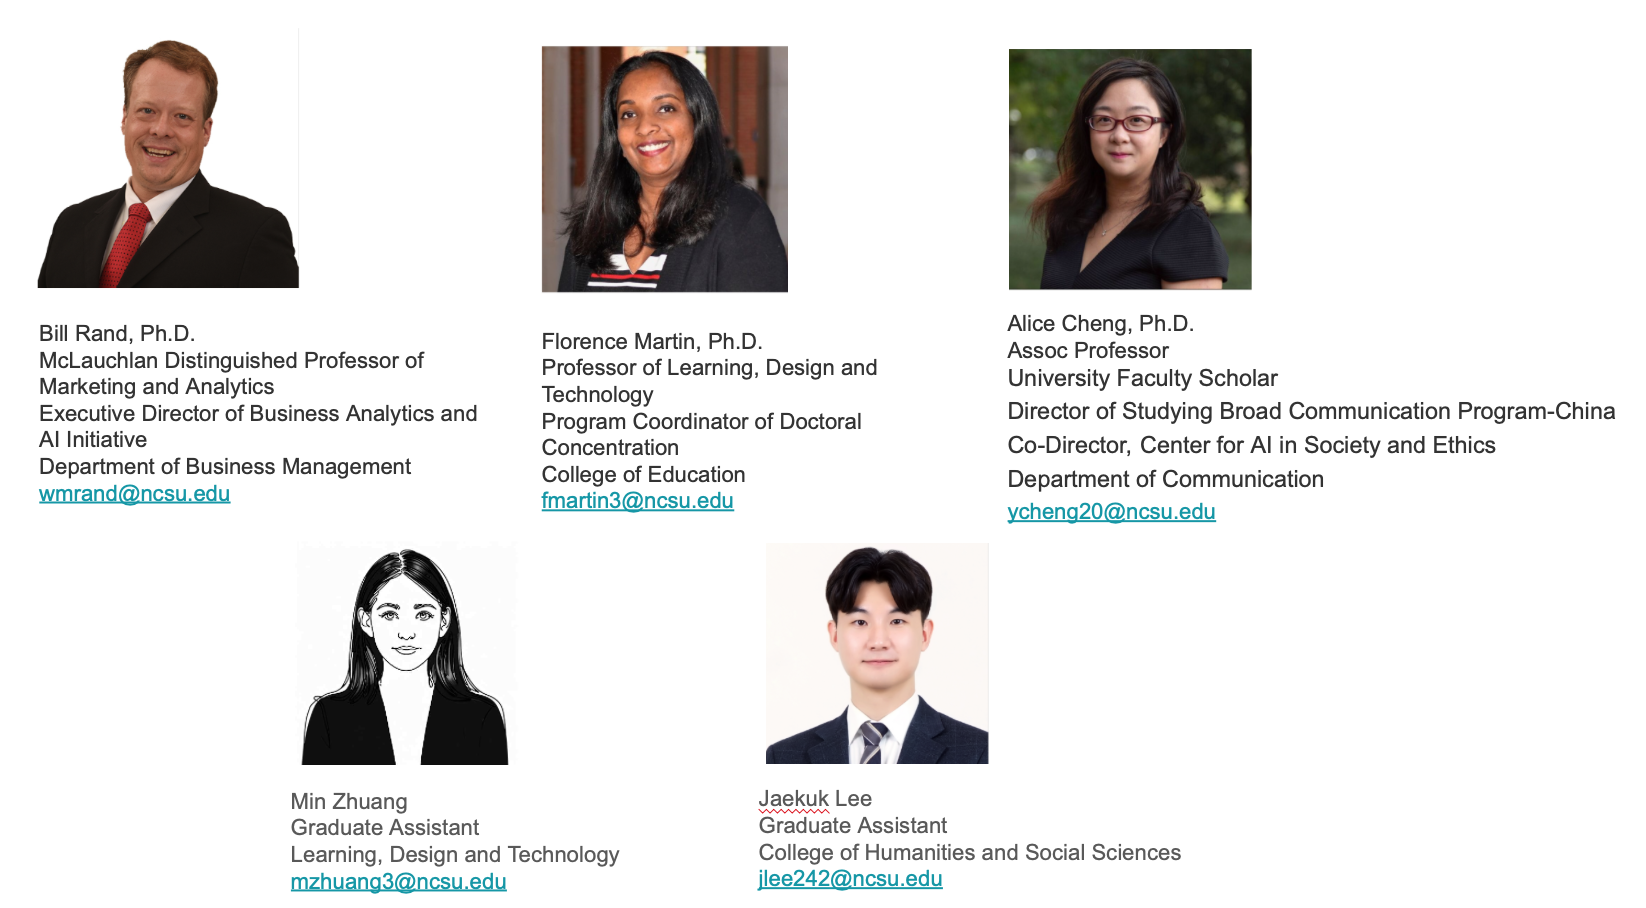 Bill Rand, Ph.D.
McLauchlan Distinguished Professor of
Marketing and Analytics
Executive Director of Business Analytics and
AI Initiative
Department of Business Management
wmrand@ncsu.edu
Florence Martin, Ph.D.
Professor of Learning, Design and
Technology
Program Coordinator of Doctoral
Concentration
College of Education
fmartin3@ncsu.edu
Alice Cheng, Ph.D.
Assoc Professor
University Faculty Scholar
Director of Studying Broad Communication Program-China
Co-Director, Center for AI in Society and Ethics
Department of Communication
ycheng20@ncsu.edu
Min Zhuang
Graduate Assistant
Learning, Design and Technology
mzhuang3@ncsu.edu
Jaekuk Lee
Graduate Assistant
College of Humanities and Social Sciences
jlee242@ncsu.edu